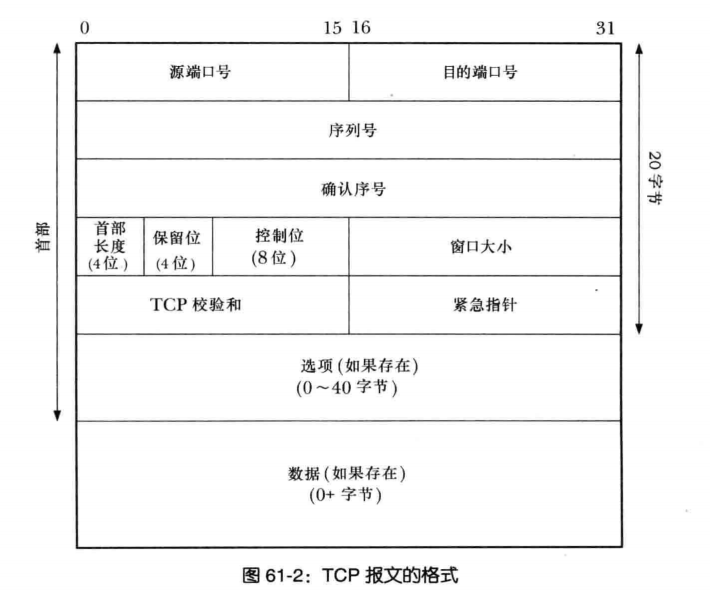 0 15 16 31
源端口号 目的端口号
序列号
确认序号
首部
长度
(4位)
保留位
(4位)
控制位
(8位)
窗口大小
TCP 校验和 紧急指针
选项(如果存在)
(0～40 字节)
数据(如果存在)
(0+ 字节)
首部
20字节
图 61-2：TCP 报文的格式